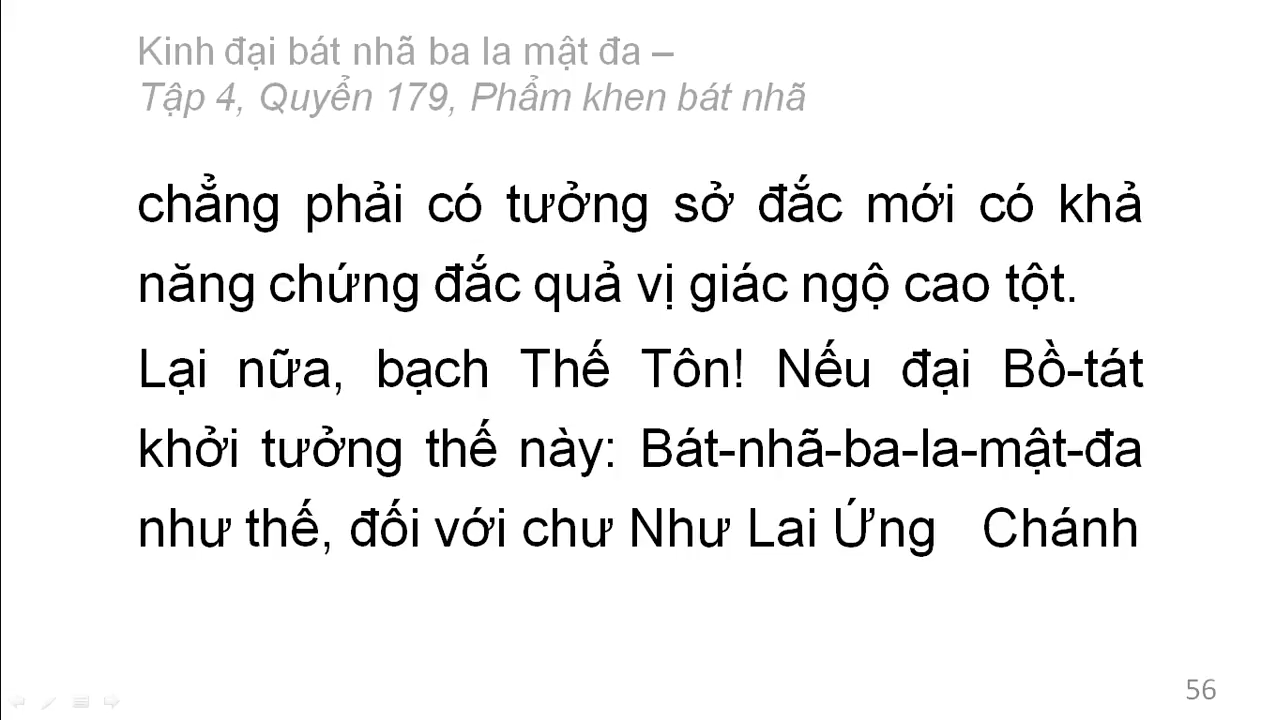 Kinh đại bát nhã ba la mật đa –
Tập 4, Quyển 179, Phẩm khen bát nhã
chẳng phải có tưởng sở đắc mới có khả
năng chứng đắc quả vị giác ngộ cao tột.
Lại nữa, bạch Thế Tôn! Nếu đại Bồ-tát
khởi tưởng thế này: Bát-nhã-ba-la-mật-đa
như thế, đối với chư Như Lai Ứng Chánh
56